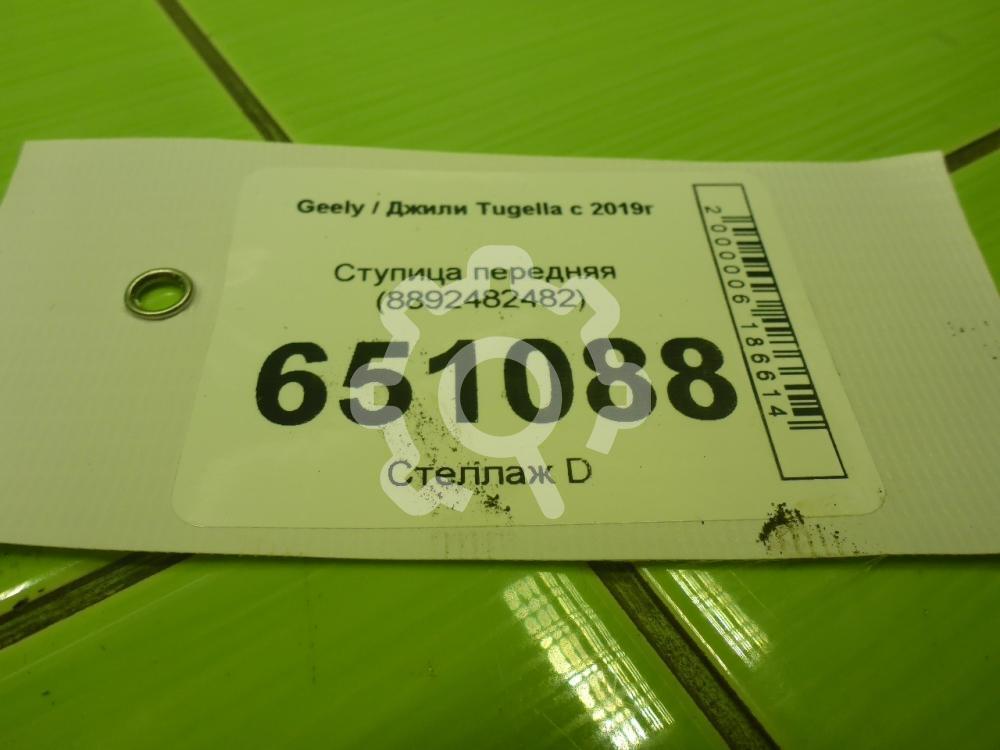 Geely / Джили Tugella с 2019г
Ступица передняя
(8892482482)
651088
Стеллаж D
2000006186614